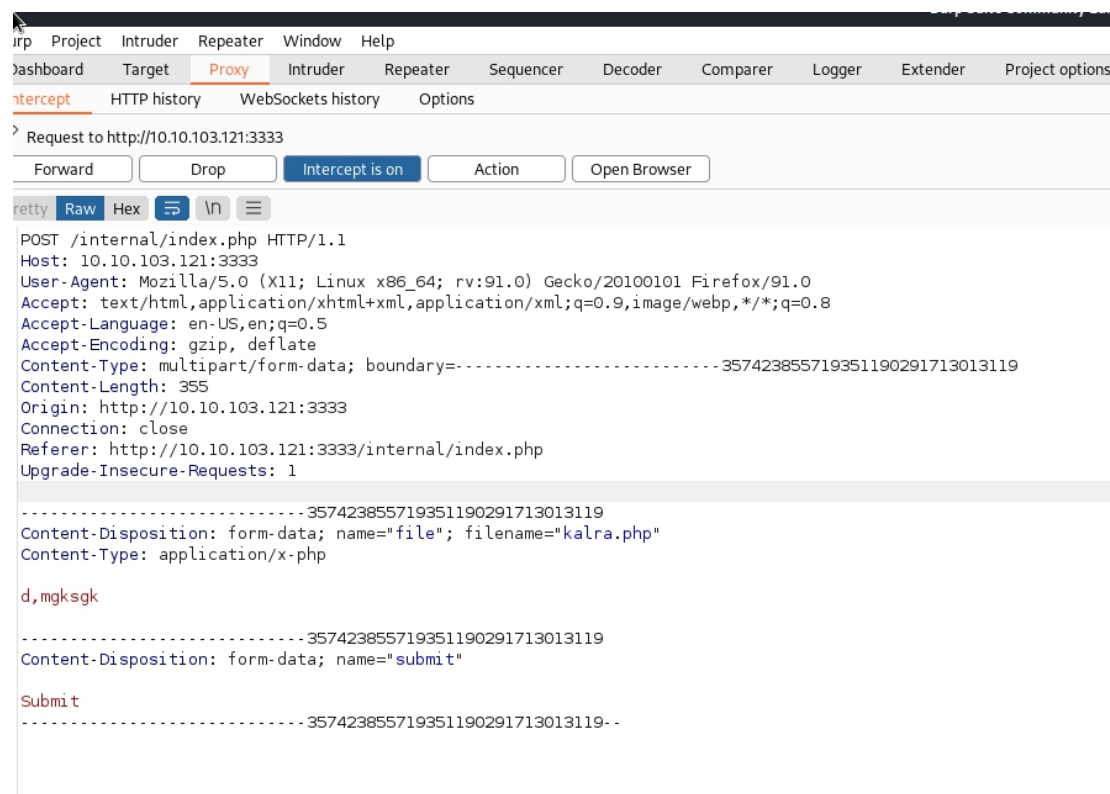 urp Project Intruder Repeater Window Help
Dashboard Target Proxy Intruder Repeater Sequencer Decoder Comparer Logger Extender Project options
ntercept HTTP history WebSockets history Options
Request to http://10.10.103.121:3333
Forward Drop Intercept is on Action Open Browser
retty Raw Hex \n
POST /internal/index.php HTTP/1.1
Host: 10.10.103.121:3333
User-Agent: Mozilla/5.0 (X11; Linux x86_64; rv:91.0) Gecko/20100101 Firefox/91.0
Accept: text/html,application/xhtml+xml,application/xml;q=0.9,image/webp,*/*;q=0.8
Accept-Language: en-US,en;q=0.5
Accept-Encoding: gzip, deflate
Content-Type: multipart/form-data; boundary=---------------------------357423855719351190291713013119
Content-Length: 355
Origin: http://10.10.103.121:3333
Connection: close
Referer: http://10.10.103.121:3333/internal/index.php
Upgrade-Insecure-Requests: 1
-----------------------------357423855719351190291713013119
Content-Disposition: form-data; name="file"; filename="kalra.php"
Content-Type: application/x-php
d,mgksgk
-----------------------------357423855719351190291713013119
Content-Disposition: form-data; name="submit"
Submit
-----------------------------357423855719351190291713013119--